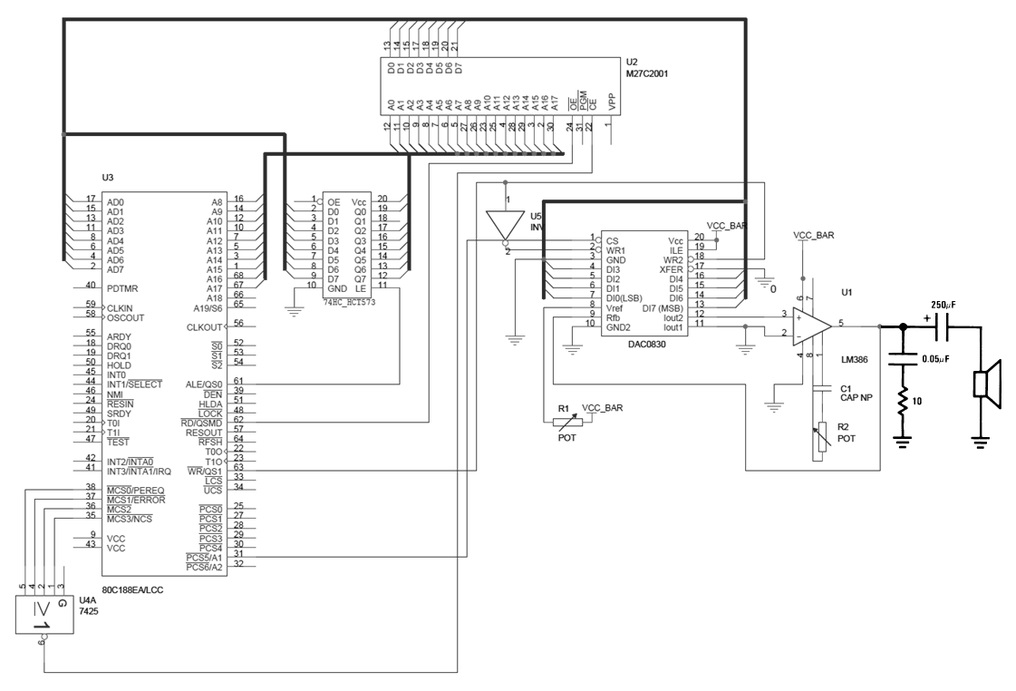 13 14 15 17 18 19 20 21
D0 D1 D2 D3 D4 D5 D6 D7
U2
M27C2001
A0 A1 A2 A3 A4 A5 A6 A7 A8 A9 A10 A11 A12 A13 A14 A15 A16 A17 OE PGM CE VPP
12 11 10 9 8 7 6 5 27 26 23 25 4 28 29 3 2 30 24 31 22 1
U3
17 AD0 A8 16
15 AD1 A9 14
13 AD2 A10 12
11 AD3 A11 10
8 AD4 A12 7
6 AD5 A13 5
4 AD6 A14 3
2 AD7 A15 1
A16 68
A17 67
40 PDTMR A18 66
A19/S6 65
59 CLKIN
58 OSCOUT
CLKOUT 56
55 ARDY
18 DRQ0 S0 52
19 DRQ1 S1 53
50 HOLD S2 54
45 INT0
44 INT1/SELECT ALE/QS0 61
46 NMI DEN 39
24 RESIN HLDA 51
49 SRDY LOCK 48
20 T0I RD/QSMD 62
21 T1I RESOUT 57
47 TEST RFSH 64
T0O 22
42 INT2/INTA0 T1O 23
41 INT3/INTA1/IRQ WR/QS1 63
LCS 33
38 MCS0/PEREQ UCS 34
37 MCS1/ERROR
36 MCS2 PCS0 25
35 MCS3/NCS PCS1 27
PCS2 28
9 VCC PCS3 29
43 VCC PCS4 30
PCS5/A1 31
PCS6/A2 32
80C188EA/LCC
1 OE Vcc 20
2 D0 Q0 19
3 D1 Q1 18
4 D2 Q2 17
5 D3 Q3 16
6 D4 Q4 15
7 D5 Q5 14
8 D6 Q6 13
9 D7 Q7 12
10 GND LE 11
74HC_HCT573
1
U5
INV
2
1 CS Vcc 20
2 WR1 ILE 19
3 GND WR2 18
4 DI3 XFER 17
5 DI2 DI4 16
6 DI1 DI5 15
7 DI0(LSB) DI6 14
8 Vref DI7 (MSB) 13
9 Rfb Iout2 12
10 GND2 Iout1 11
DAC0830
VCC_BAR
0
VCC_BAR
6 7
U1
3 +
2 -
5
4 8 1
LM386
C1
CAP NP
R2
POT
R1
VCC_BAR
POT
250µF
+
0.05µF
10
5 4 2 1 3
G
≥1
6
U4A
7425